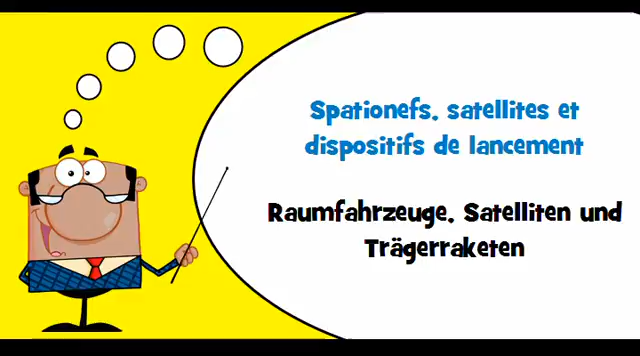 Spationefs, satellites et
dispositifs de lancement
Raumfahrzeuge, Satelliten und
Trägerraketen